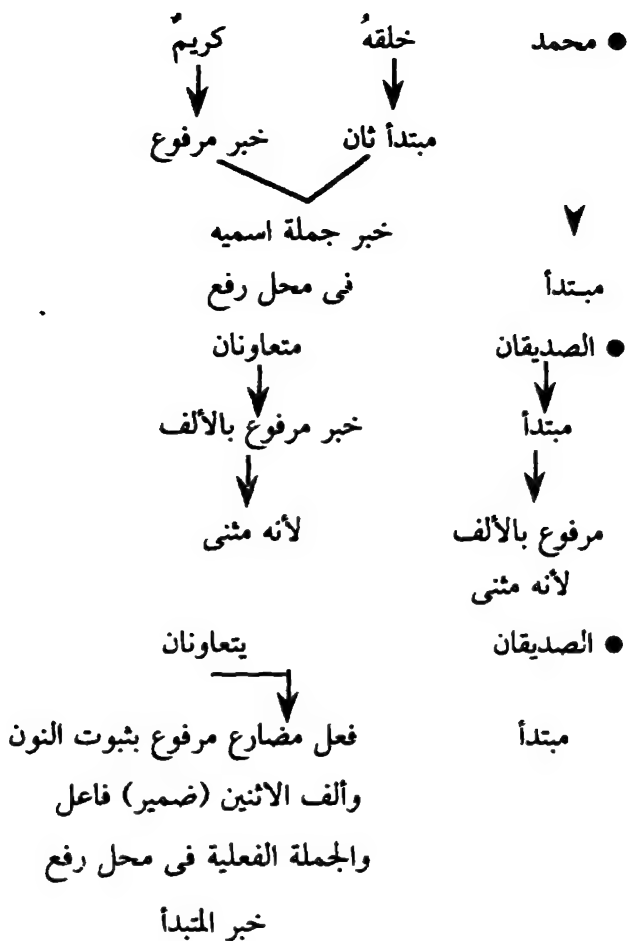 ● محمد خلقهُ كريمٌ
مبتدأ ثان خبر مرفوع
خبر جملة اسميه
مبتدأ فى محل رفع
● الصديقان متعاونان
مبتدأ خبر مرفوع بالألف
مرفوع بالألف لأنه مثنى
لأنه مثنى
● الصديقان يتعاونان
مبتدأ فعل مضارع مرفوع بثبوت النون
وألف الاثنين (ضمير) فاعل
والجملة الفعلية فى محل رفع
خبر المتبدأ